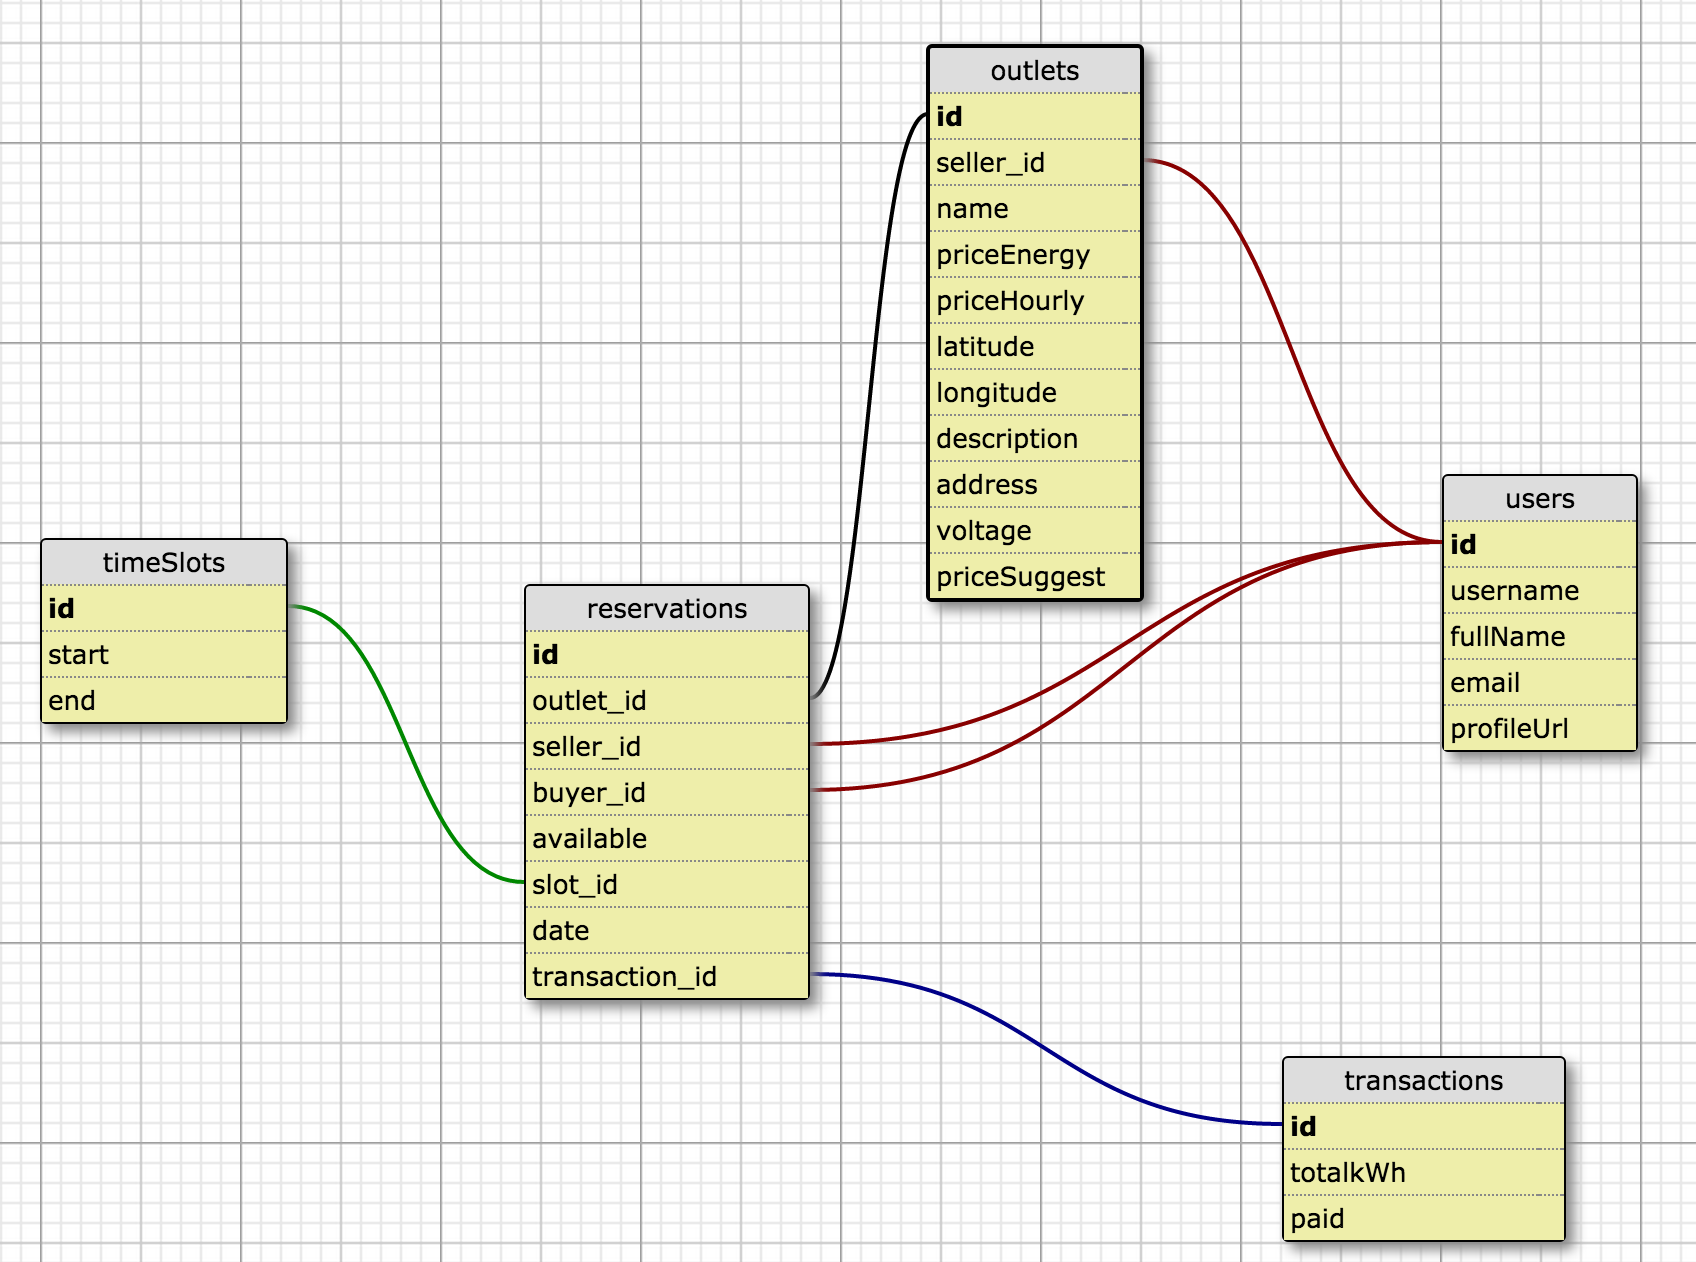 outlets
id
seller_id
name
priceEnergy
priceHourly
latitude
longitude
description
address
voltage
priceSuggest
users
id
username
fullName
email
profileUrl
timeSlots
id
start
end
reservations
id
outlet_id
seller_id
buyer_id
available
slot_id
date
transaction_id
transactions
id
totalkWh
paid